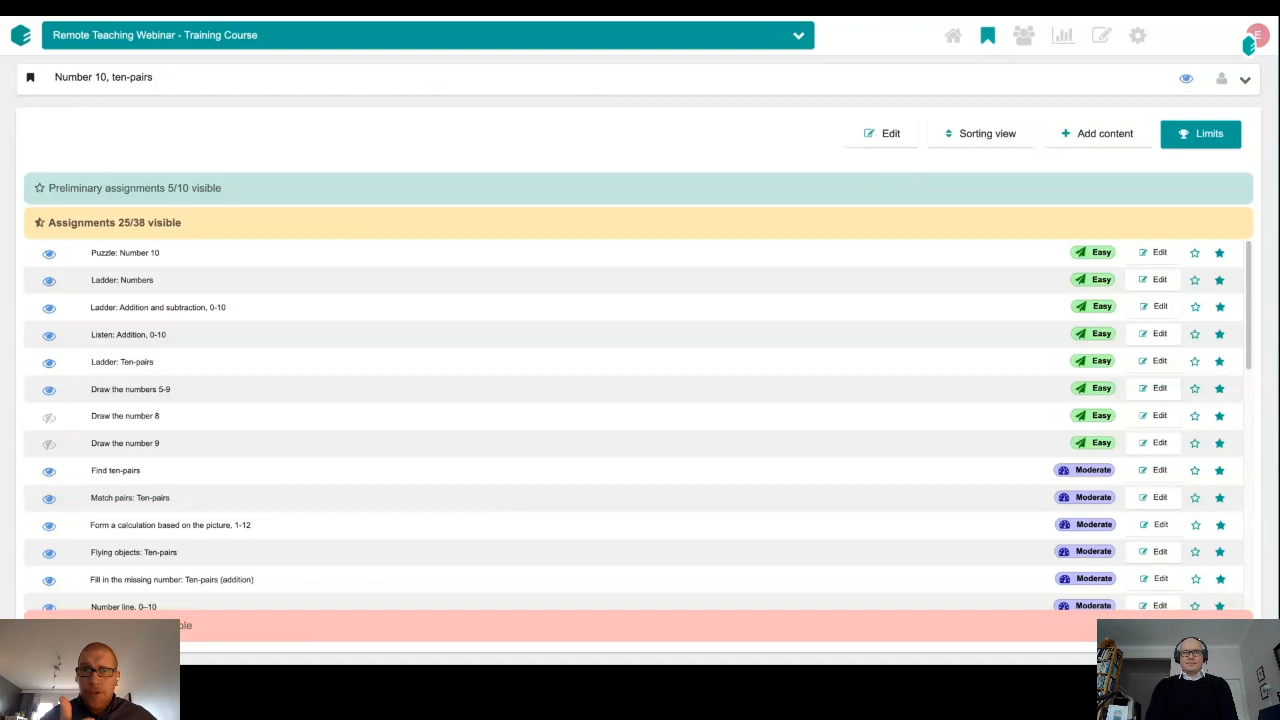 Remote Teaching Webinar - Training Course
E
Number 10, ten-pairs
Edit Sorting view Add content Limits
Preliminary assignments 5/10 visible
Assignments 25/38 visible
Puzzle: Number 10 Easy Edit
Ladder: Numbers Easy Edit
Ladder: Addition and subtraction, 0-10 Easy Edit
Listen: Addition, 0-10 Easy Edit
Ladder: Ten-pairs Easy Edit
Draw the numbers 5-9 Easy Edit
Draw the number 8 Easy Edit
Draw the number 9 Easy Edit
Find ten-pairs Moderate Edit
Match pairs: Ten-pairs Moderate Edit
Form a calculation based on the picture, 1-12 Moderate Edit
Flying objects: Ten-pairs Moderate Edit
Fill in the missing number: Ten-pairs (addition) Moderate Edit
Number line, 0–10 Moderate Edit